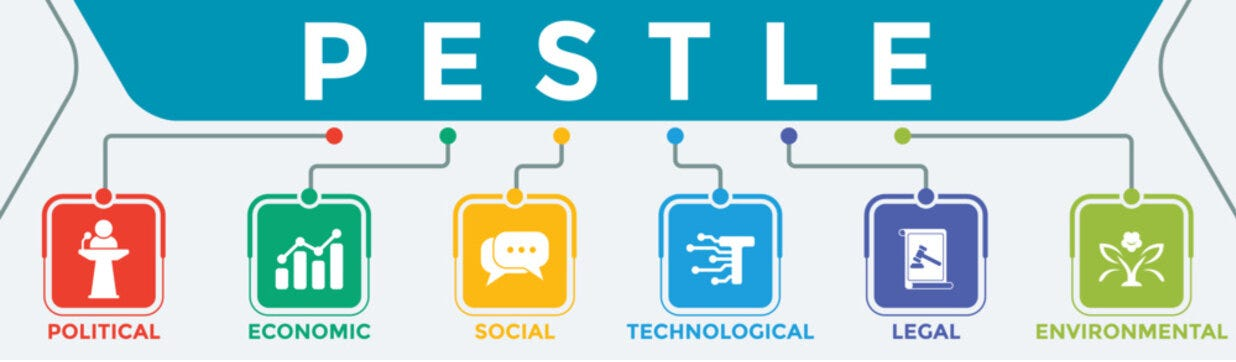 PESTLE
POLITICAL
ECONOMIC
SOCIAL
T
TECHNOLOGICAL
LEGAL
ENVIRONMENTAL